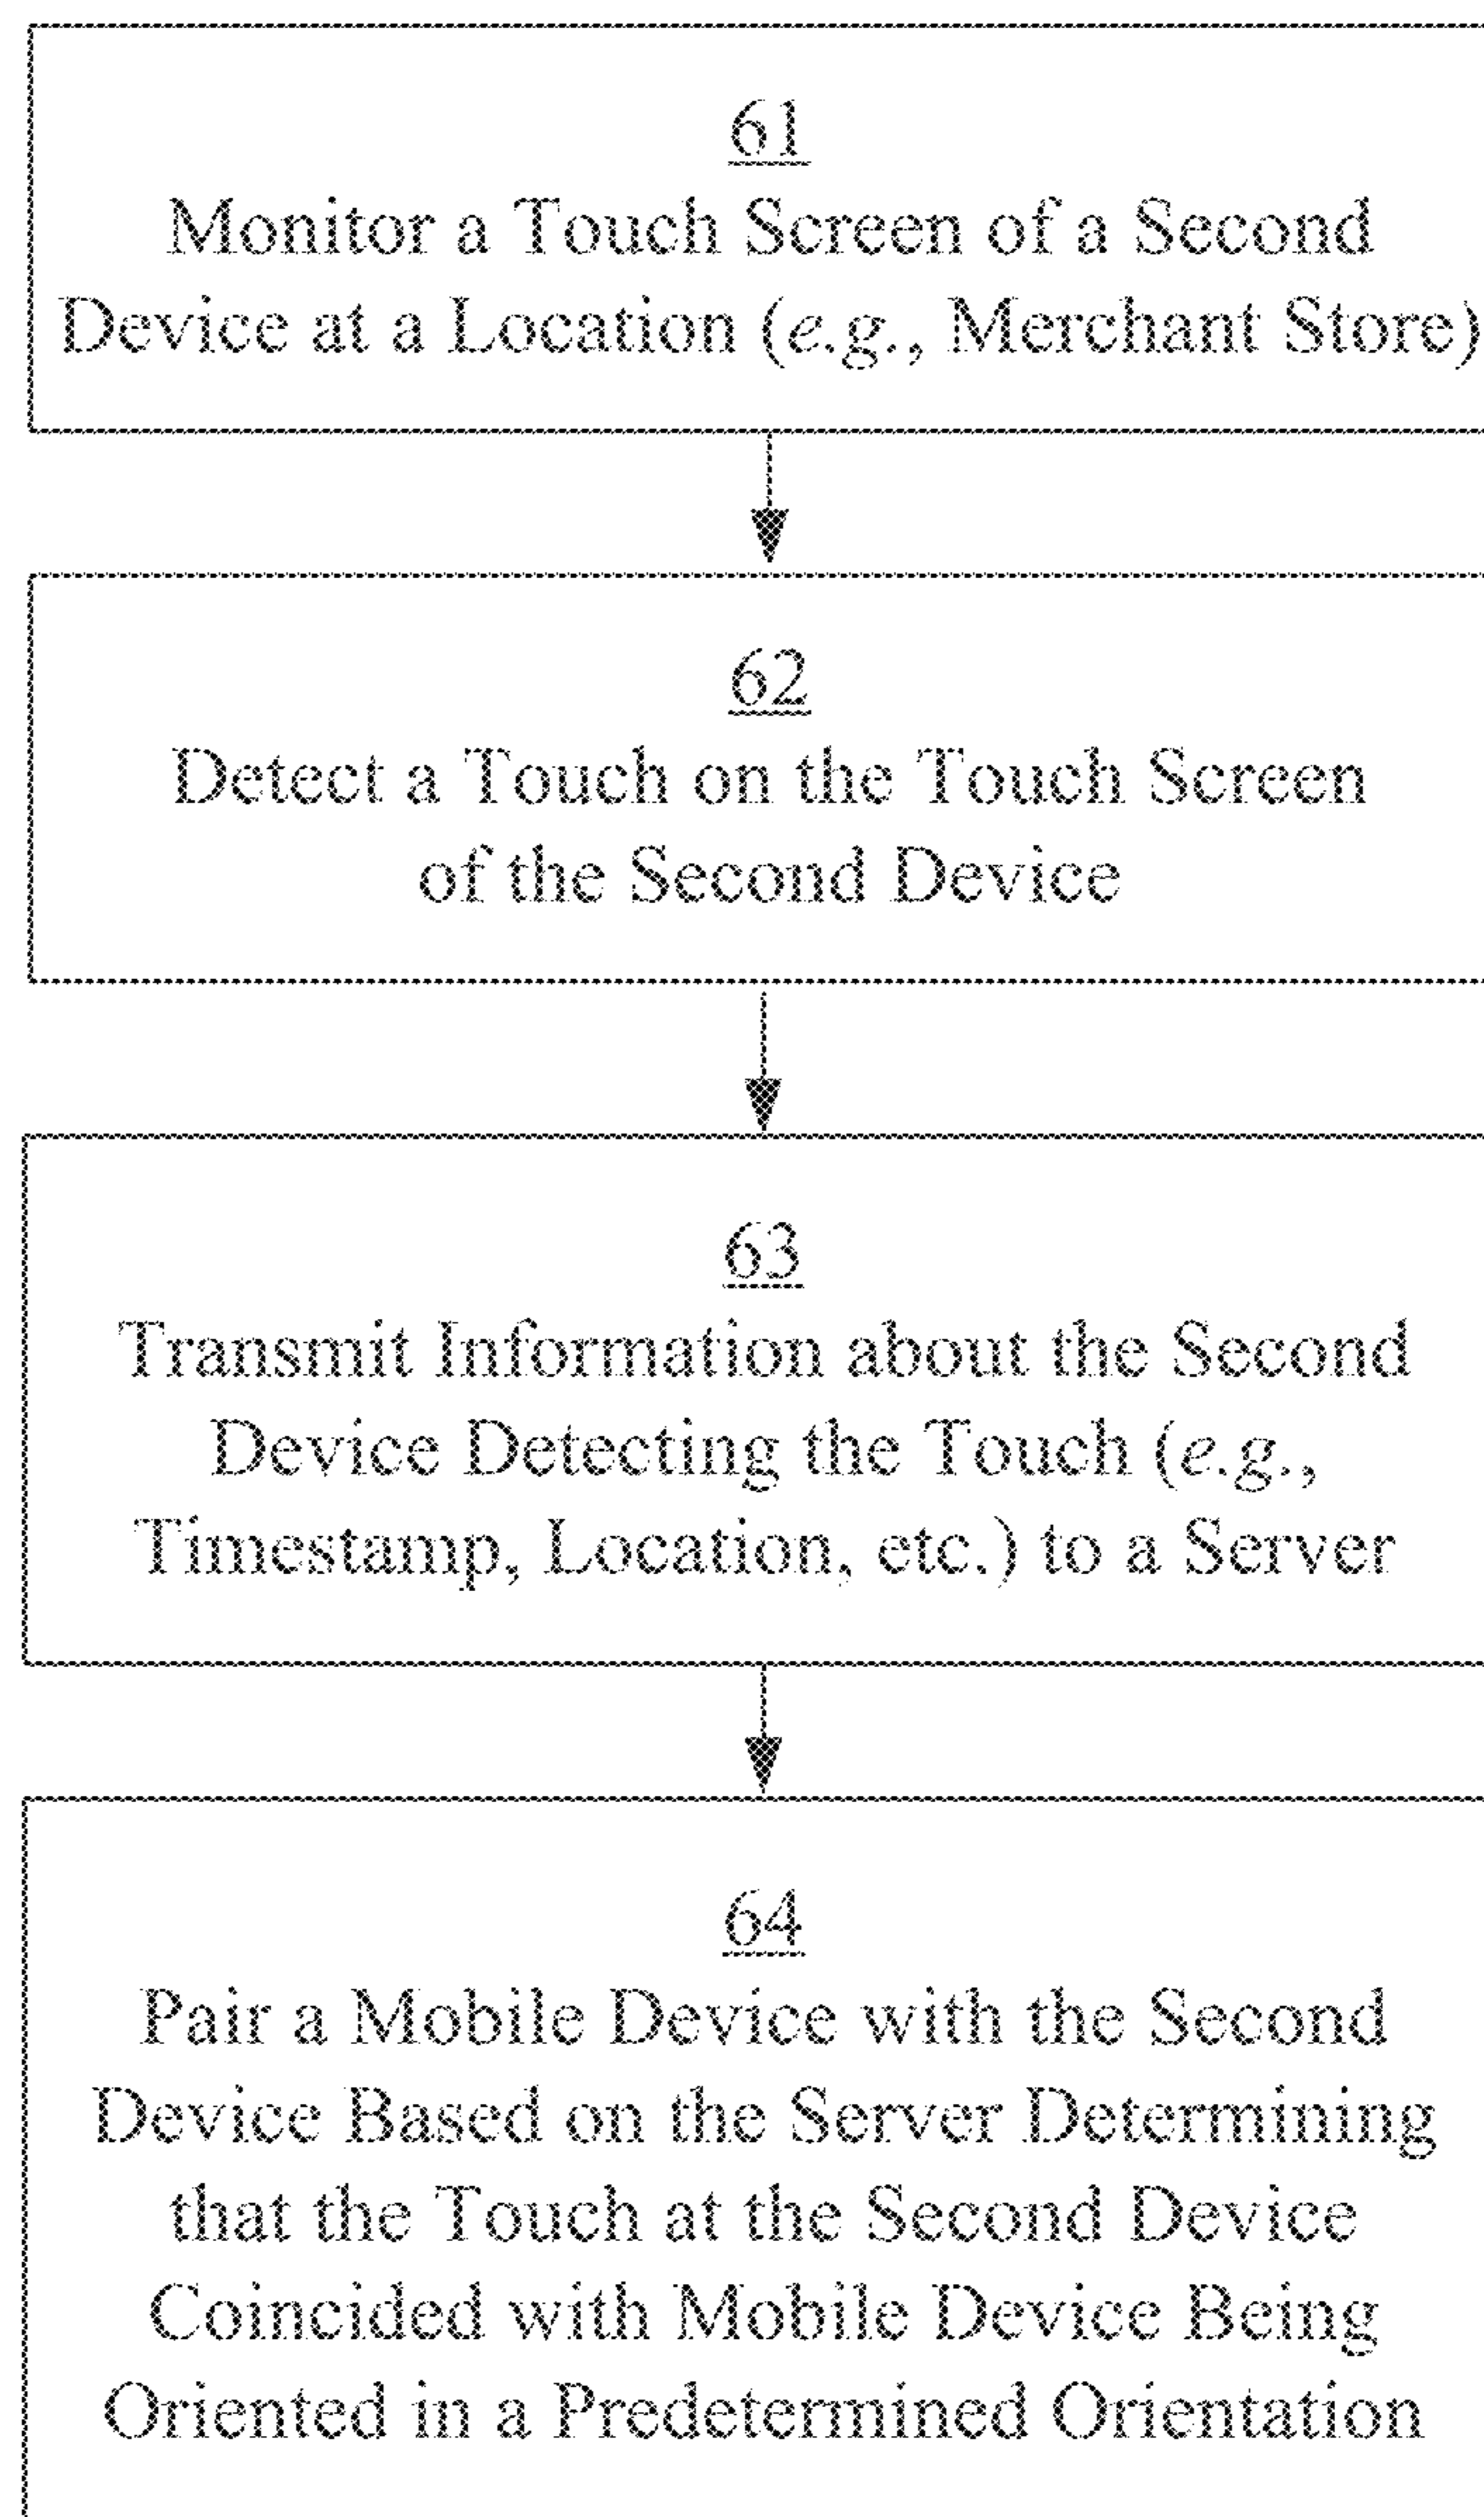 61
Monitor a Touch Screen of a Second
Device at a Location (e.g., Merchant Store)
62
Detect a Touch on the Touch Screen
of the Second Device
63
Transmit Information about the Second
Device Detecting the Touch (e.g.,
Timestamp, Location, etc.) to a Server
64
Pair a Mobile Device with the Second
Device Based on the Server Determining
that the Touch at the Second Device
Coincided with Mobile Device Being
Oriented in a Predetermined Orientation